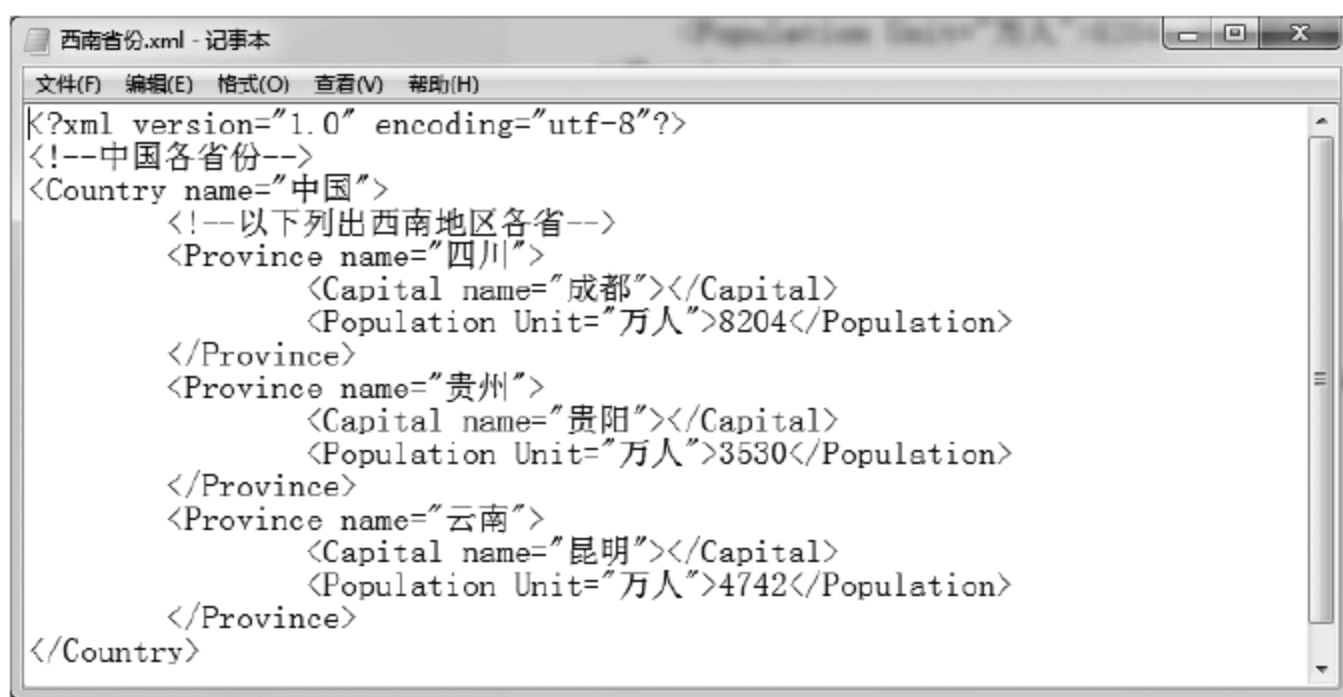 西南省份.xml - 记事本
文件(F) 编辑(E) 格式(O) 查看(V) 帮助(H)
<?xml version="1.0" encoding="utf-8"?>
<!--中国各省份-->
<Country name="中国">
<!--以下列出西南地区各省-->
<Province name="四川">
<Capital name="成都"></Capital>
<Population Unit="万人">8204</Population>
</Province>
<Province name="贵州">
<Capital name="贵阳"></Capital>
<Population Unit="万人">3530</Population>
</Province>
<Province name="云南">
<Capital name="昆明"></Capital>
<Population Unit="万人">4742</Population>
</Province>
</Country>